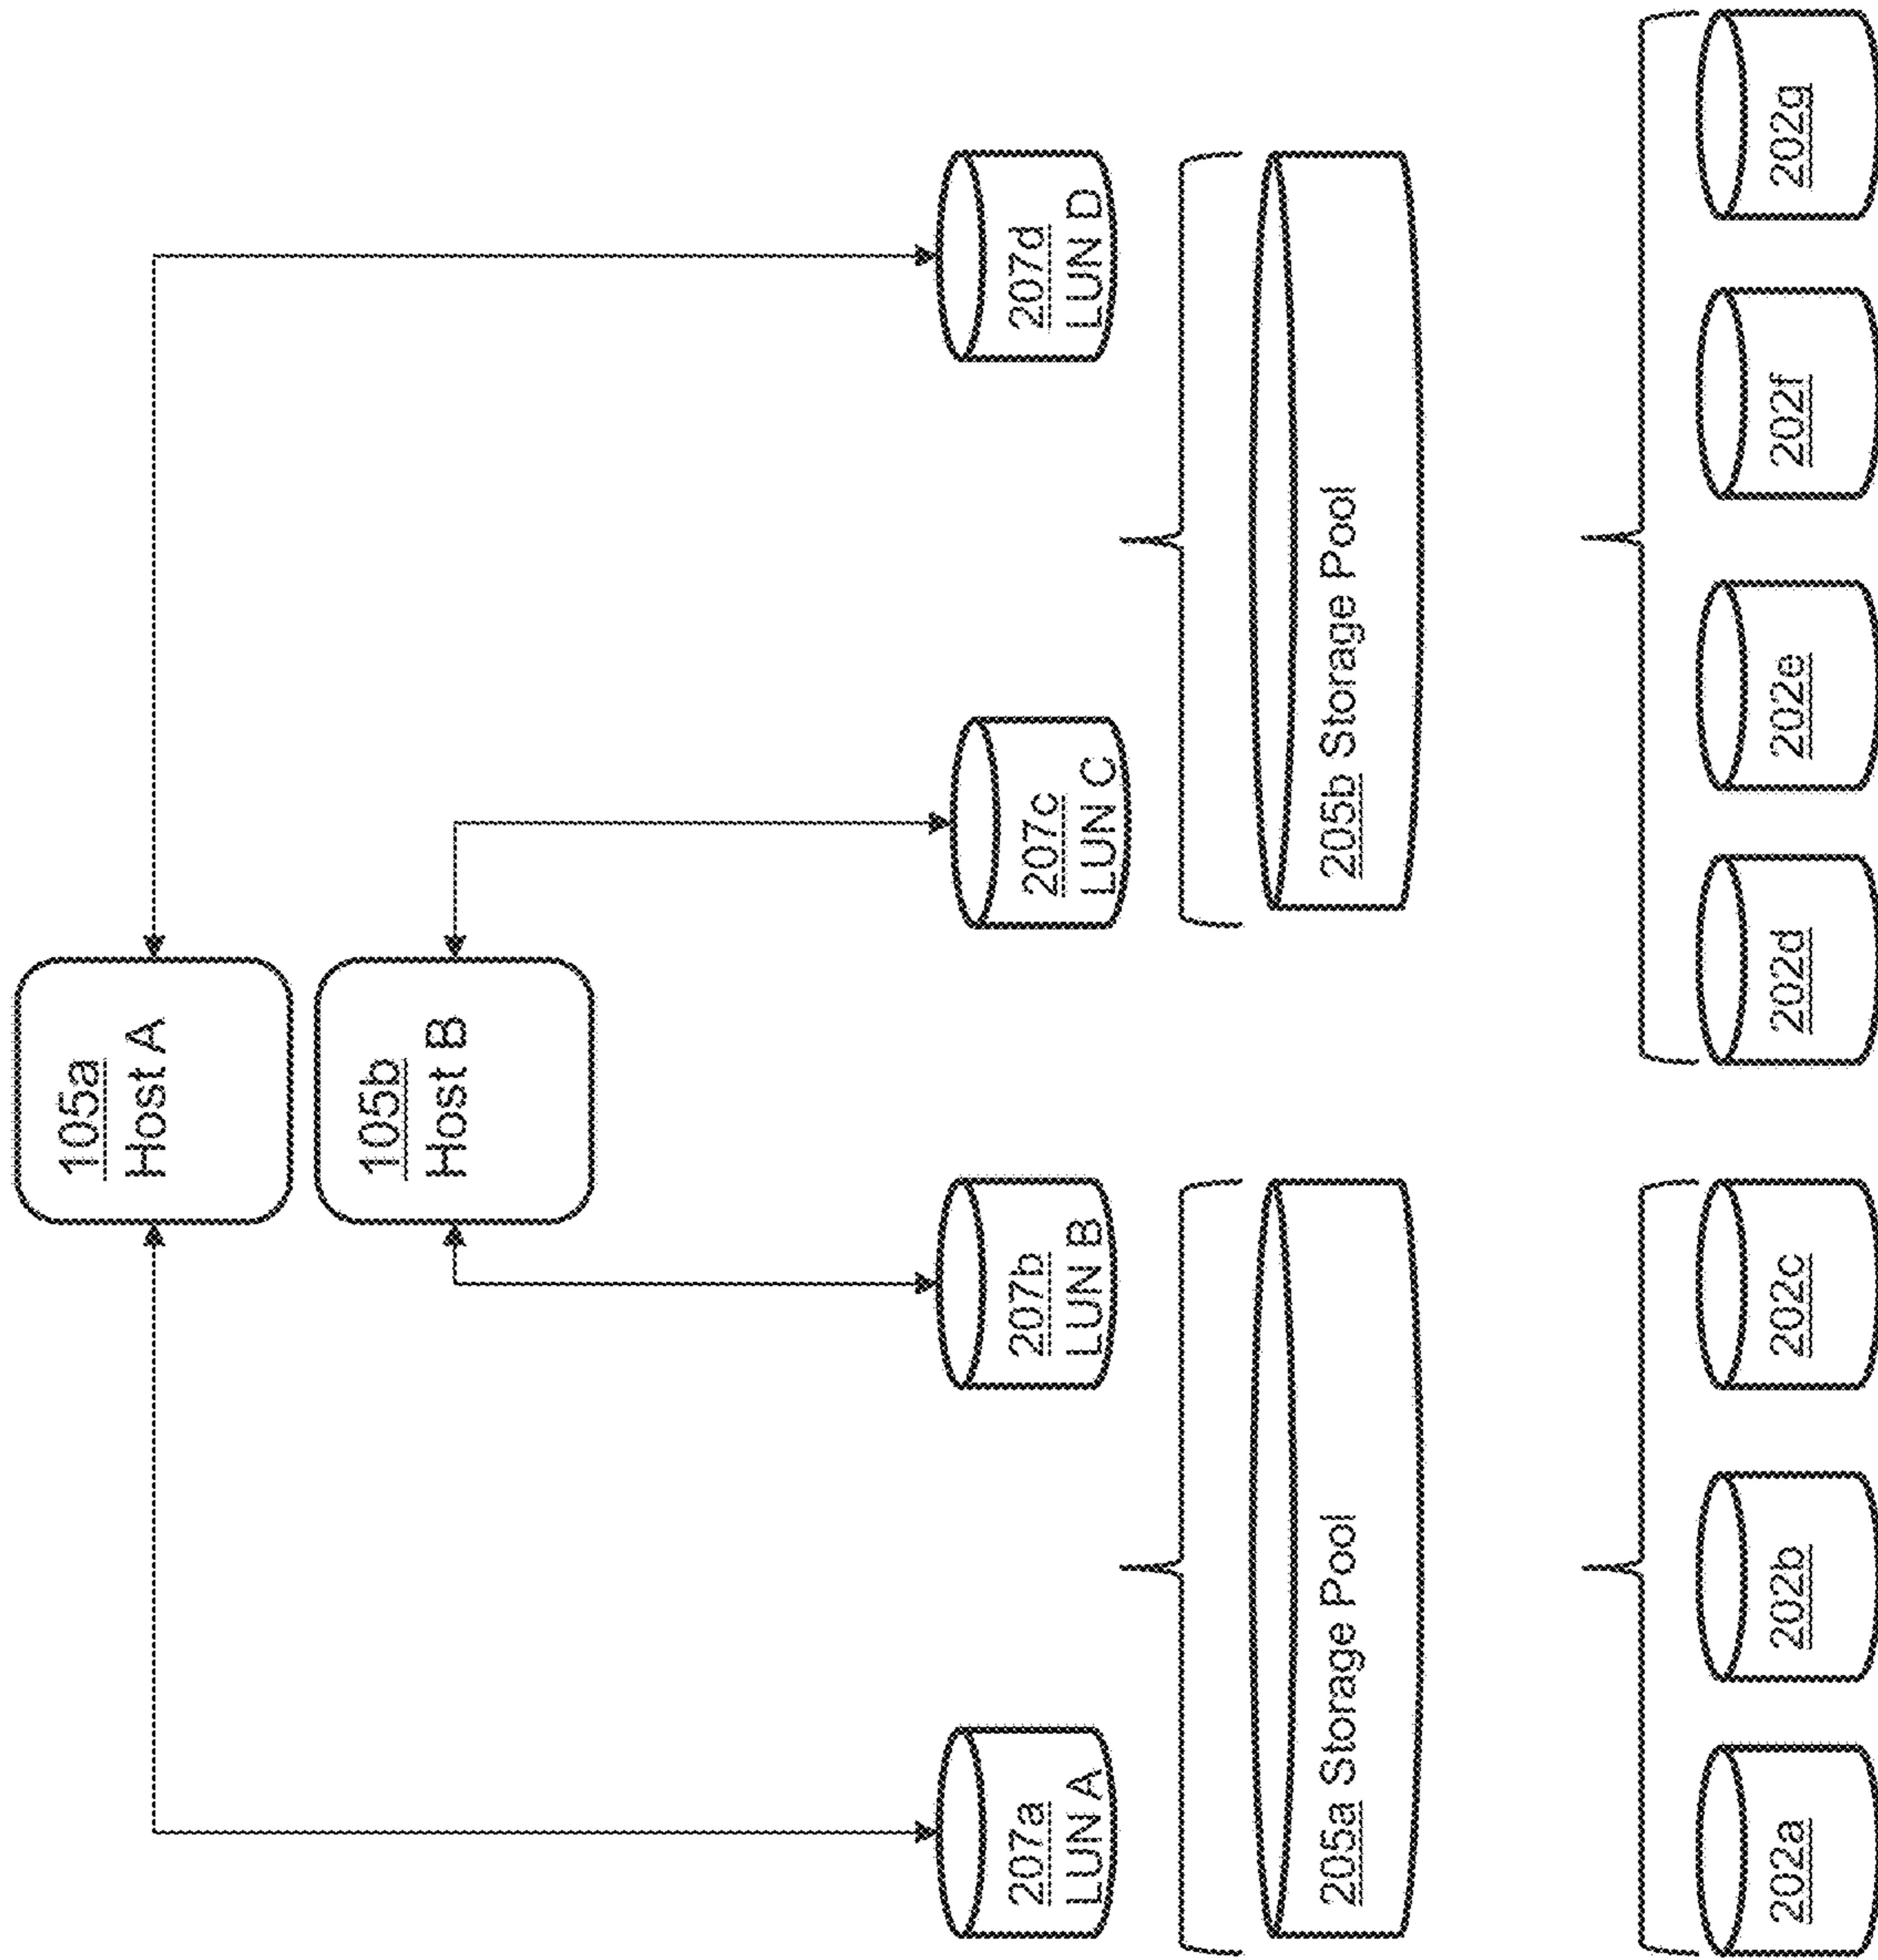 105a
Host A
105b
Host B
207a
LUN A
207b
LUN B
207c
LUN C
207d
LUN D
205a Storage Pool
205b Storage Pool
202a
202b
202c
202d
202e
202f
202g